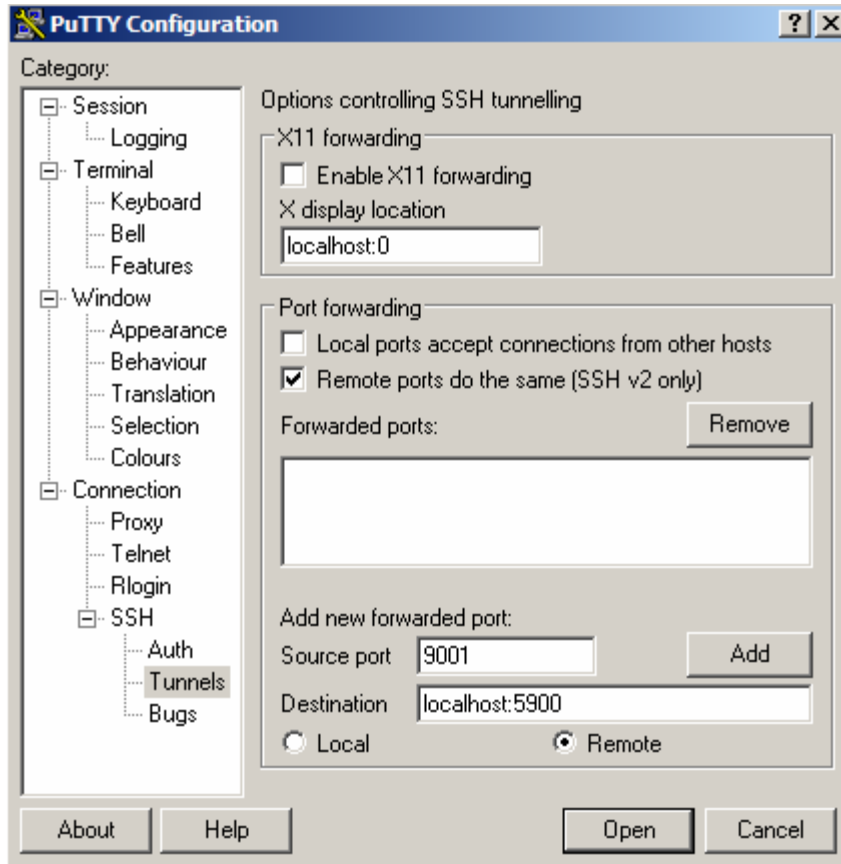 PuTTY Configuration
Category:
Session
Logging
Terminal
Keyboard
Bell
Features
Window
Appearance
Behaviour
Translation
Selection
Colours
Connection
Proxy
Telnet
Rlogin
SSH
Auth
Tunnels
Bugs
Options controlling SSH tunnelling
X11 forwarding
Enable X11 forwarding
X display location
localhost:0
Port forwarding
Local ports accept connections from other hosts
Remote ports do the same (SSH v2 only)
Forwarded ports:
Remove
Add new forwarded port:
Source port 9001 Add
Destination localhost:5900
Local Remote
About Help Open Cancel